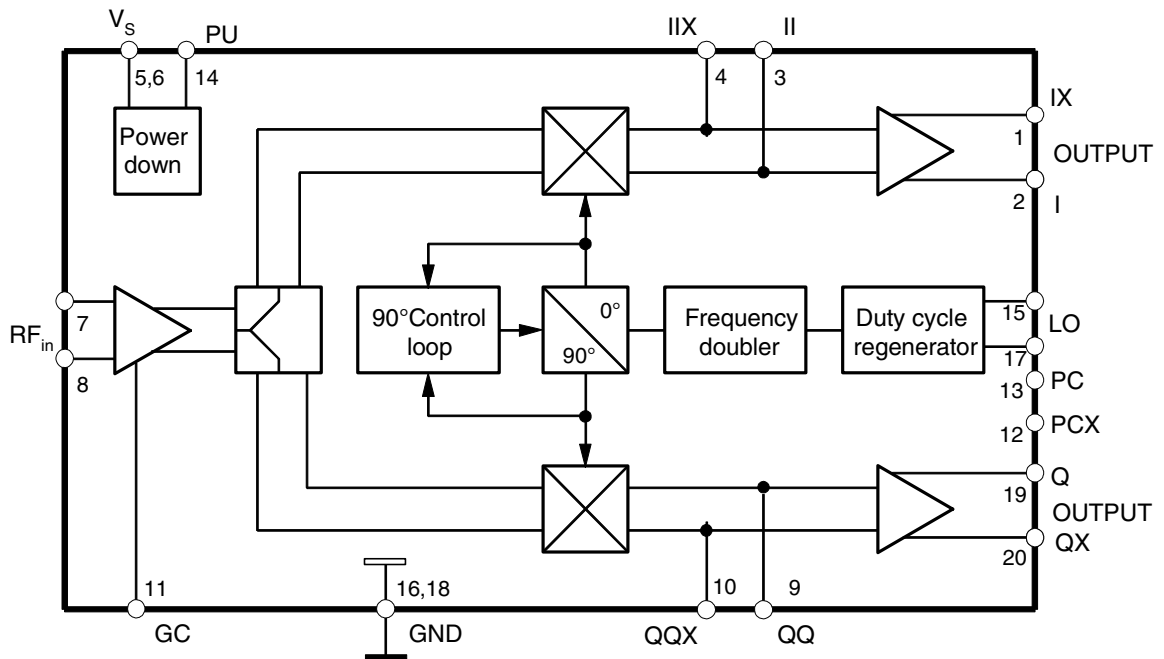 VS PU IIX II
5,6 14 4 3
IX
Power
down
1
OUTPUT
2
I
RFin
7
8
90°Control
loop
0°
90°
Frequency
doubler
Duty cycle
regenerator
15
LO
17
13
PC
12
PCX
Q
19
OUTPUT
QX
20
11 16,18 10 9
GC GND QQX QQ